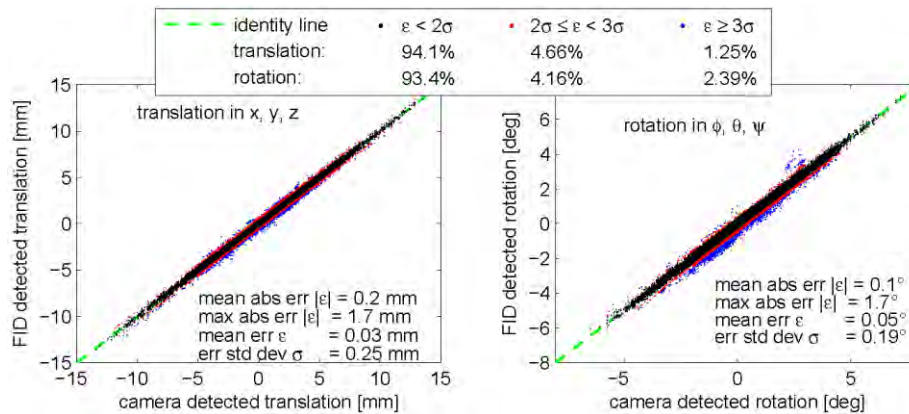 identity line ε < 2σ 2σ ≤ ε < 3σ ε ≥ 3σ
translation: 94.1% 4.66% 1.25%
rotation: 93.4% 4.16% 2.39%
translation in x, y, z
FID detected translation [mm]
15
10
5
0
−5
−10
−15
mean abs err |ε| = 0.2 mm
max abs err |ε| = 1.7 mm
mean err ε = 0.03 mm
err std dev σ = 0.25 mm
−15 −10 −5 0 5 10 15
camera detected translation [mm]
rotation in ϕ, θ, ψ
FID detected rotation [deg]
6
4
2
0
−2
−4
−6
−8
mean abs err |ε| = 0.1°
max abs err |ε| = 1.7°
mean err ε = 0.05°
err std dev σ = 0.19°
−5 0 5
camera detected rotation [deg]